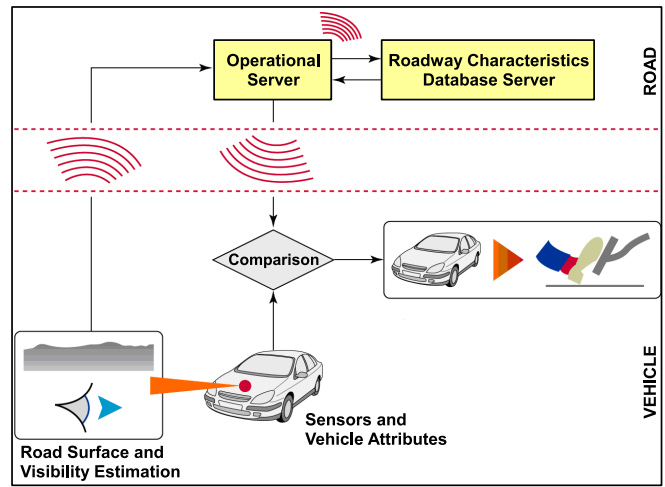 Operational
Server
Roadway Characteristics
Database Server
ROAD
Comparison
VEHICLE
Sensors and
Vehicle Attributes
Road Surface and
Visibility Estimation